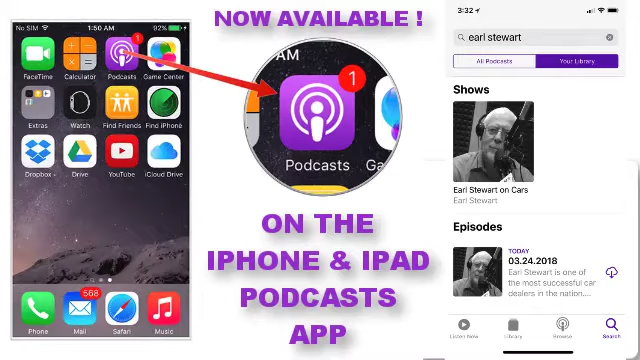 No SIM
1:50 AM
92%
1
FaceTime
Calculator
Podcasts
Game Center
Extras
Watch
Find Friends
Find iPhone
Dropbox
Drive
YouTube
iCloud Drive
568
Phone
Mail
Safari
Music
NOW AVAILABLE !
AM
1
Podcasts
Ga
ON THE
IPHONE & IPAD
PODCASTS
APP
3:32
earl stewart
All Podcasts
Your Library
Shows
Earl Stewart on Cars
Earl Stewart
Episodes
TODAY
03.24.2018
Earl Stewart is one of
the most successful car
dealers in the nation....
Listen Now
Library
Browse
Search